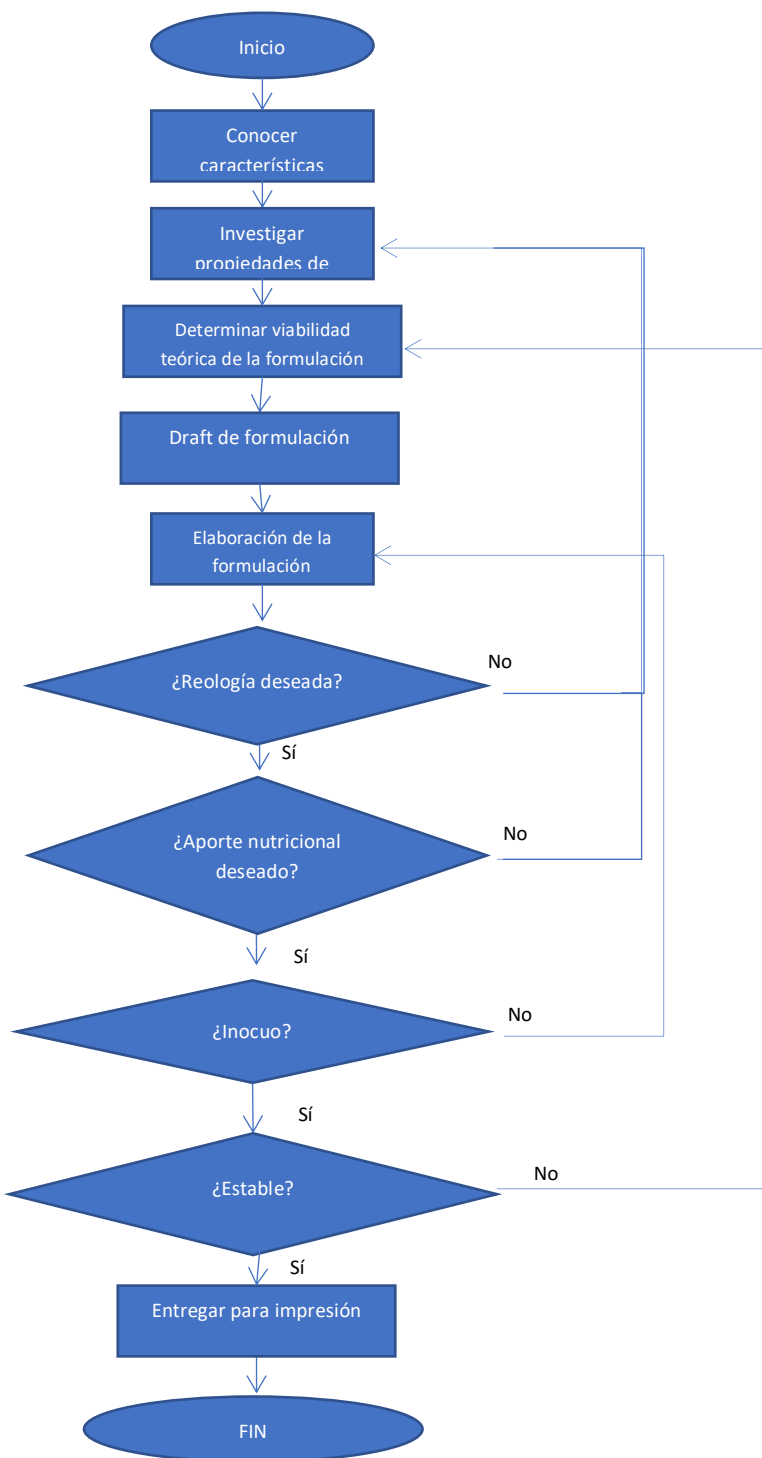 Inicio
Conocer
características
Investigar
propiedades de
Determinar viabilidad
teórica de la formulación
Draft de formulación
Elaboración de la
formulación
¿Reología deseada?
No
Sí
¿Aporte nutricional
deseado?
No
Sí
¿Inocuo?
No
Sí
¿Estable?
No
Sí
Entregar para impresión
FIN